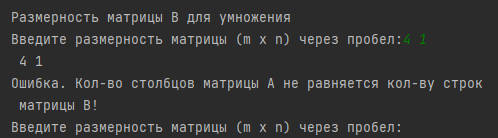 Размерность матрицы B для умножения
Введите размерность матрицы (m x n) через пробел:4 1
4 1
Ошибка. Кол-во столбцов матрицы A не равняется кол-ву строк
матрицы B!
Введите размерность матрицы (m x n) через пробел: